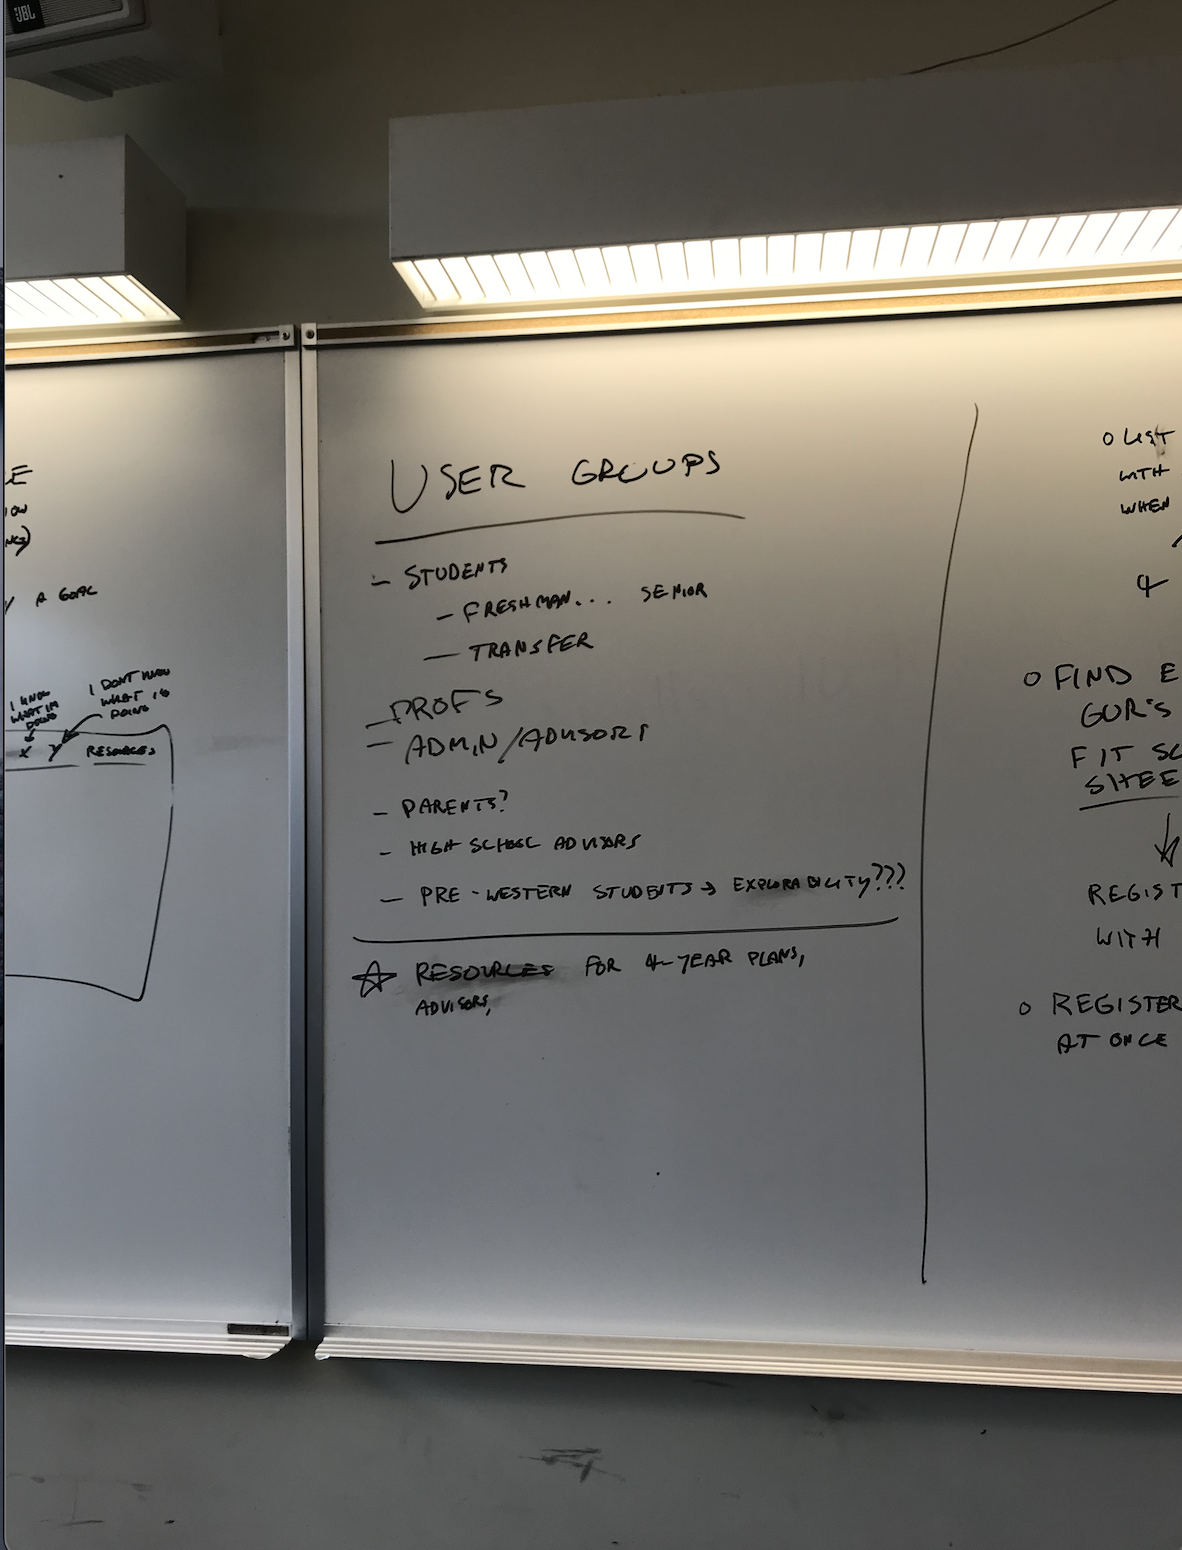 JBL
E
OW
A GOAL
I KNOW
WHAT I'M
DOING
I DON'T KNOW
WHAT IS
DOING
X Y RESOURCES
USER GROUPS
- STUDENTS
- FRESHMAN... SENIOR
- TRANSFER
- PROFS
- ADMIN/ADVISORS
- PARENTS?
- HIGH SCHOOL ADVISORS
- PRE-WESTERN STUDENTS → EXPLORABILITY???
☆ RESOURCES FOR 4-YEAR PLANS,
ADVISORS,
○ LIST
WITH
WHEN
4
○ FIND E
GUR'S
FIT SC
SHEE
↓
REGIST
WITH
○ REGISTER
AT ONCE